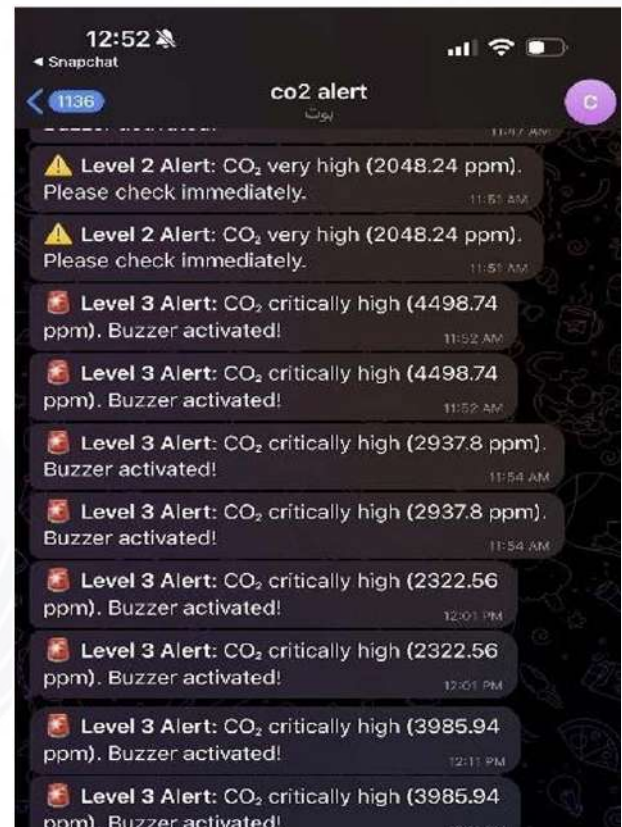 12:52
◀ Snapchat
1136
co2 alert
بوت
C
Buzzer activated!
11:47 AM
⚠️ Level 2 Alert: CO₂ very high (2048.24 ppm).
Please check immediately.
11:51 AM
⚠️ Level 2 Alert: CO₂ very high (2048.24 ppm).
Please check immediately.
11:51 AM
🚨 Level 3 Alert: CO₂ critically high (4498.74
ppm). Buzzer activated!
11:52 AM
🚨 Level 3 Alert: CO₂ critically high (4498.74
ppm). Buzzer activated!
11:52 AM
🚨 Level 3 Alert: CO₂ critically high (2937.8 ppm).
Buzzer activated!
11:54 AM
🚨 Level 3 Alert: CO₂ critically high (2937.8 ppm).
Buzzer activated!
11:54 AM
🚨 Level 3 Alert: CO₂ critically high (2322.56
ppm). Buzzer activated!
12:01 PM
🚨 Level 3 Alert: CO₂ critically high (2322.56
ppm). Buzzer activated!
12:01 PM
🚨 Level 3 Alert: CO₂ critically high (3985.94
ppm). Buzzer activated!
12:11 PM
🚨 Level 3 Alert: CO₂ critically high (3985.94
ppm). Buzzer activated!